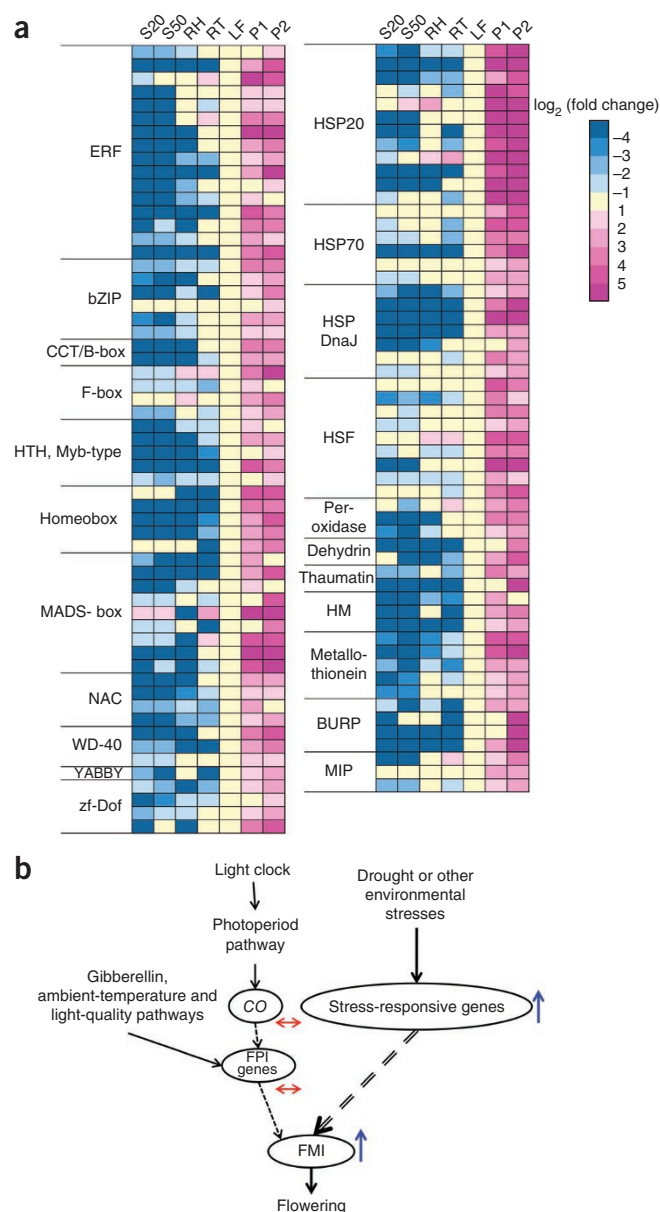 a
S20 S50 RH RT LF P1 P2
ERF
bZIP
CCT/B-box
F-box
HTH, Myb-type
Homeobox
MADS- box
NAC
WD-40
YABBY
zf-Dof
S20 S50 RH RT LF P1 P2
HSP20
HSP70
HSP
DnaJ
HSF
Per-
oxidase
Dehydrin
Thaumatin
HM
Metallo-
thionein
BURP
MIP
log2 (fold change)
–4
–3
–2
–1
1
2
3
4
5
b
Light clock
Photoperiod
pathway
Gibberellin,
ambient-temperature and
light-quality pathways
CO
FPI
genes
Drought or other
environmental
stresses
Stress-responsive genes
FMI
Flowering